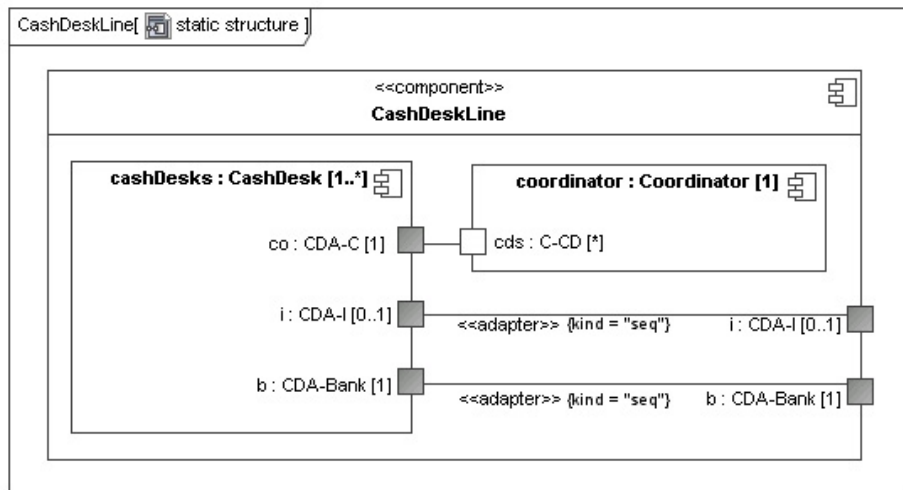 CashDeskLine[ static structure ]
<<component>>
CashDeskLine
cashDesks : CashDesk [1..*]
coordinator : Coordinator [1]
co : CDA-C [1]
cds : C-CD [*]
i : CDA-I [0..1]
<<adapter>> {kind = "seq"}
i : CDA-I [0..1]
b : CDA-Bank [1]
<<adapter>> {kind = "seq"}
b : CDA-Bank [1]